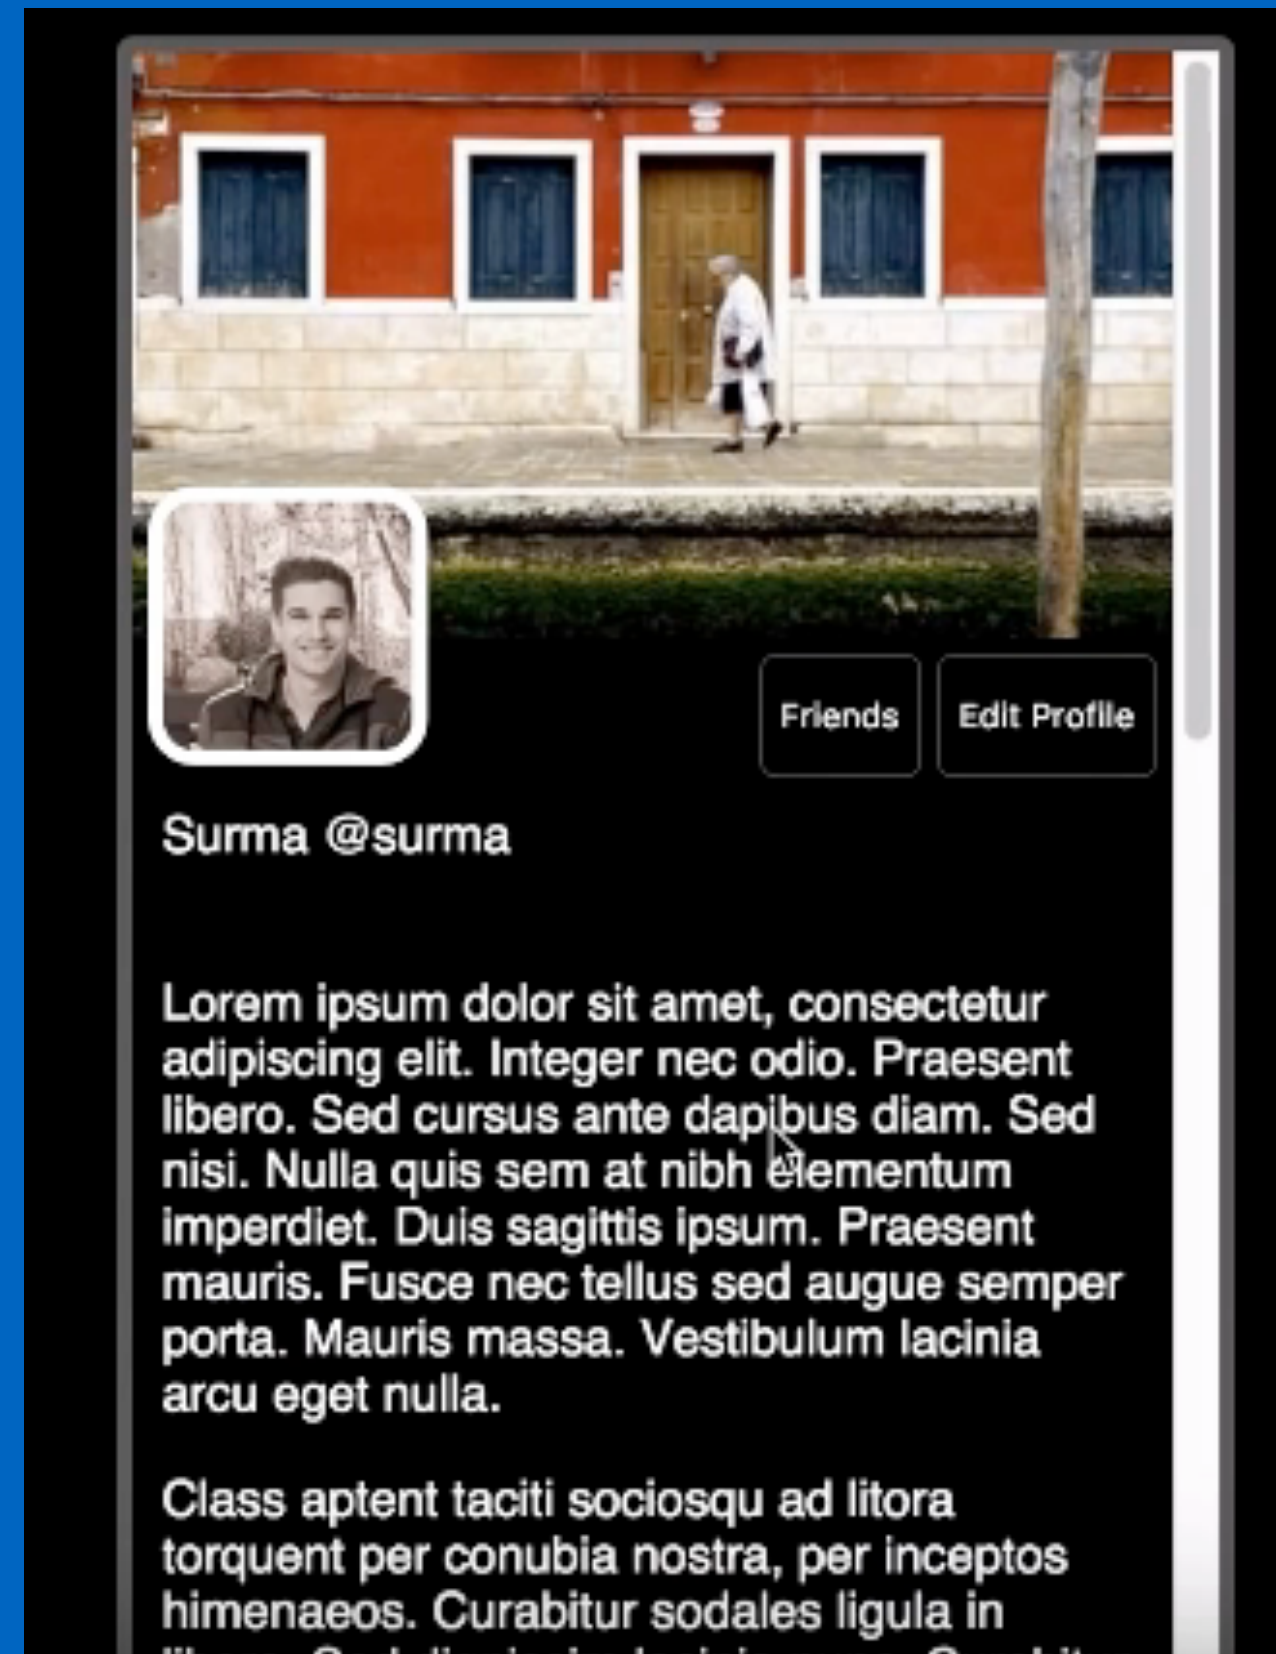 Friends
Edit Profile
Surma @surma
Lorem ipsum dolor sit amet, consectetur
adipiscing elit. Integer nec odio. Praesent
libero. Sed cursus ante dapibus diam. Sed
nisi. Nulla quis sem at nibh elementum
imperdiet. Duis sagittis ipsum. Praesent
mauris. Fusce nec tellus sed augue semper
porta. Mauris massa. Vestibulum lacinia
arcu eget nulla.
Class aptent taciti sociosqu ad litora
torquent per conubia nostra, per inceptos
himenaeos. Curabitur sodales ligula in